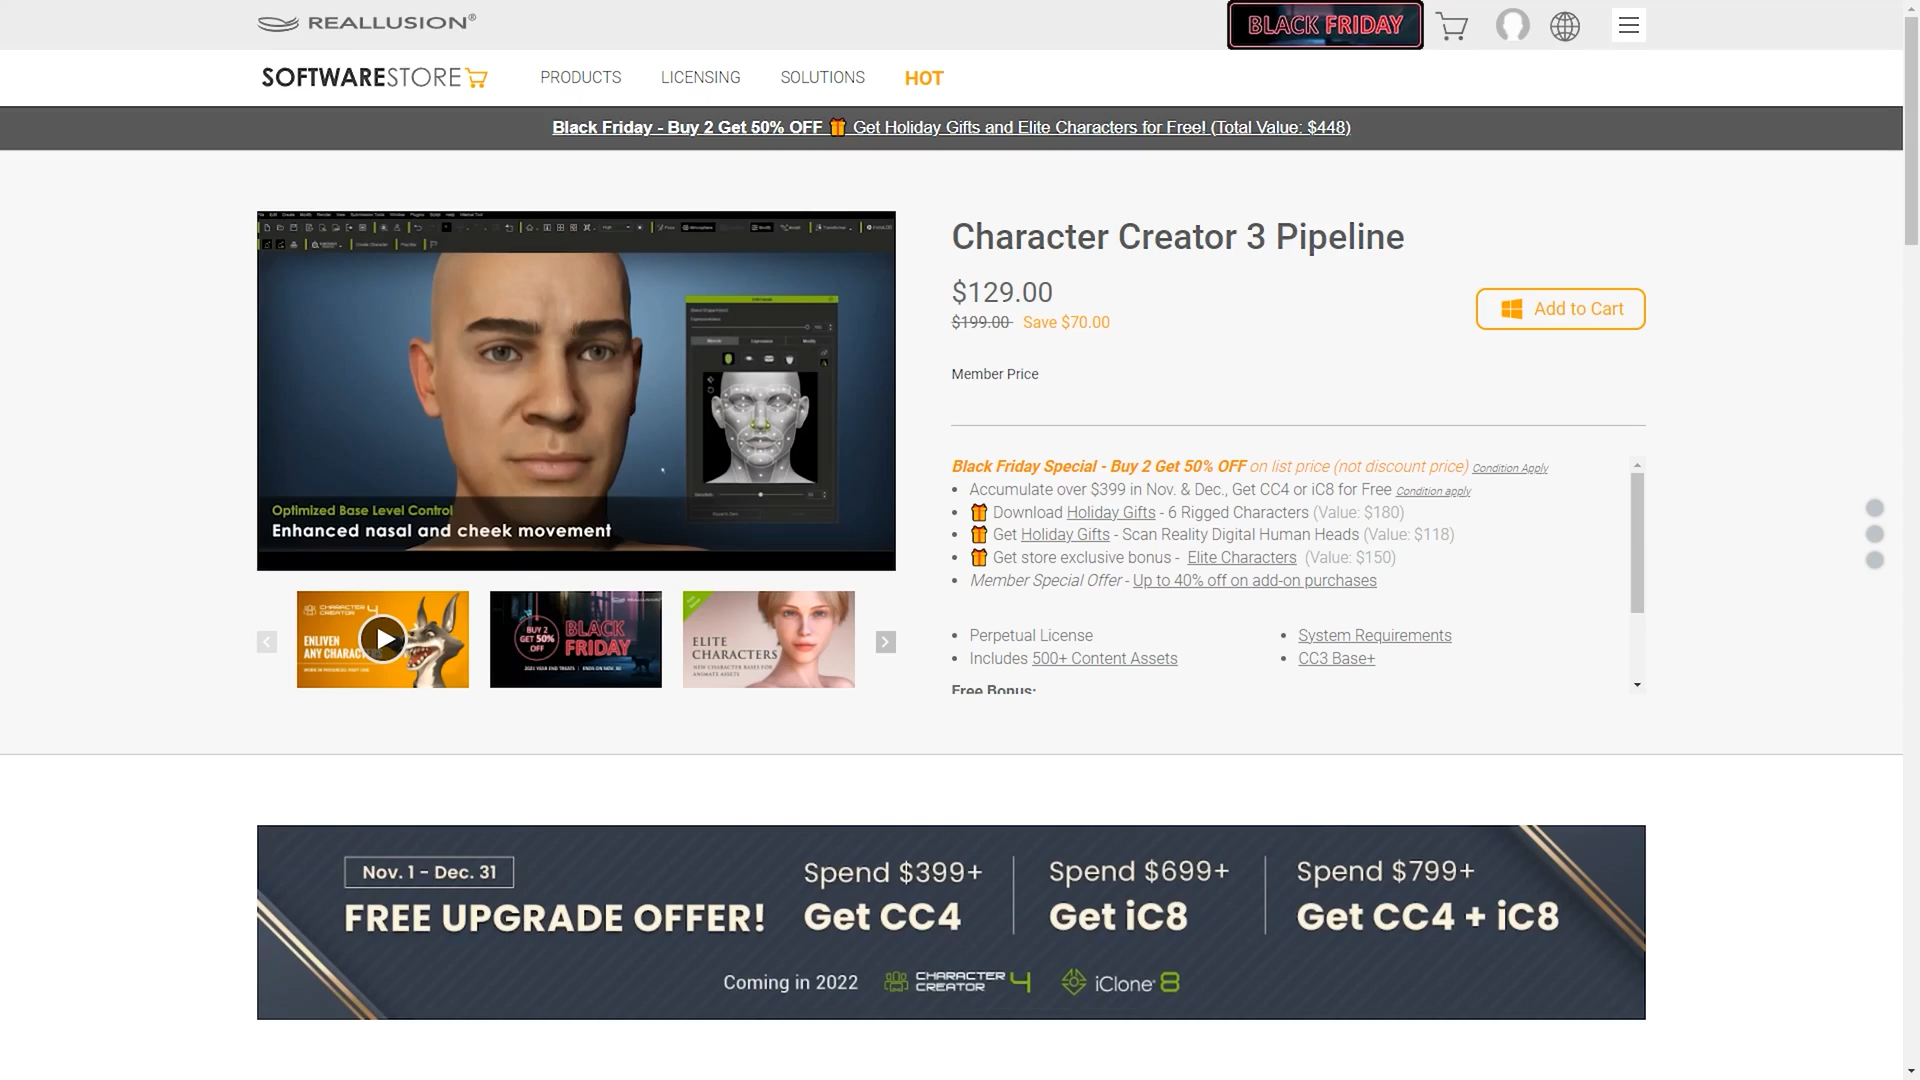 REALLUSION®
BLACK FRIDAY
SOFTWARESTORE
PRODUCTS
LICENSING
SOLUTIONS
HOT
Black Friday - Buy 2 Get 50% OFF 🎁 Get Holiday Gifts and Elite Characters for Free! (Total Value: $448)
Optimized Base Level Control
Enhanced nasal and cheek movement
CHARACTER CREATOR 4
ENLIVEN
ANY CHARACTER
BUY 2
GET 50%
OFF
BLACK
FRIDAY
ELITE
CHARACTERS
NEW CHARACTER BASES FOR
ANIMATE ASSETS
Character Creator 3 Pipeline
$129.00
$199.00 Save $70.00
Add to Cart
Member Price
Black Friday Special - Buy 2 Get 50% OFF on list price (not discount price) Condition Apply
• Accumulate over $399 in Nov. & Dec., Get CC4 or iC8 for Free Condition apply
• 🎁 Download Holiday Gifts - 6 Rigged Characters (Value: $180)
• 🎁 Get Holiday Gifts - Scan Reality Digital Human Heads (Value: $118)
• 🎁 Get store exclusive bonus - Elite Characters (Value: $150)
• Member Special Offer - Up to 40% off on add-on purchases
• Perpetual License
• Includes 500+ Content Assets
• System Requirements
• CC3 Base+
Free Bonus:
Nov. 1 - Dec. 31
FREE UPGRADE OFFER!
Spend $399+
Get CC4
Spend $699+
Get iC8
Spend $799+
Get CC4 + iC8
Coming in 2022
CHARACTER
CREATOR 4
iClone 8